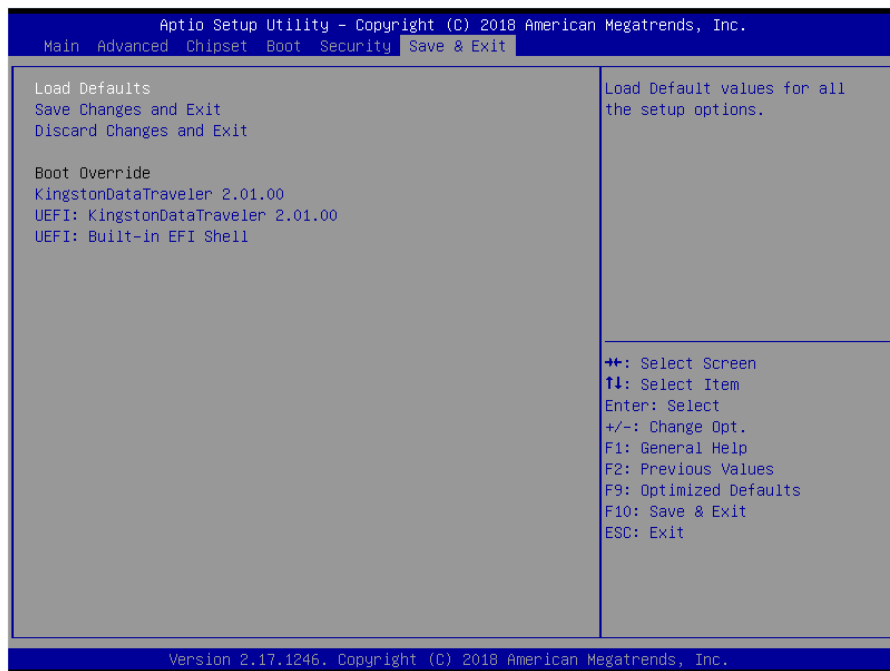 Aptio Setup Utility – Copyright (C) 2018 American Megatrends, Inc.
Main Advanced Chipset Boot Security Save & Exit
Load Defaults
Save Changes and Exit
Discard Changes and Exit
Boot Override
KingstonDataTraveler 2.01.00
UEFI: KingstonDataTraveler 2.01.00
UEFI: Built-in EFI Shell
Load Default values for all
the setup options.
→←: Select Screen
↑↓: Select Item
Enter: Select
+/-: Change Opt.
F1: General Help
F2: Previous Values
F9: Optimized Defaults
F10: Save & Exit
ESC: Exit
Version 2.17.1246. Copyright (C) 2018 American Megatrends, Inc.